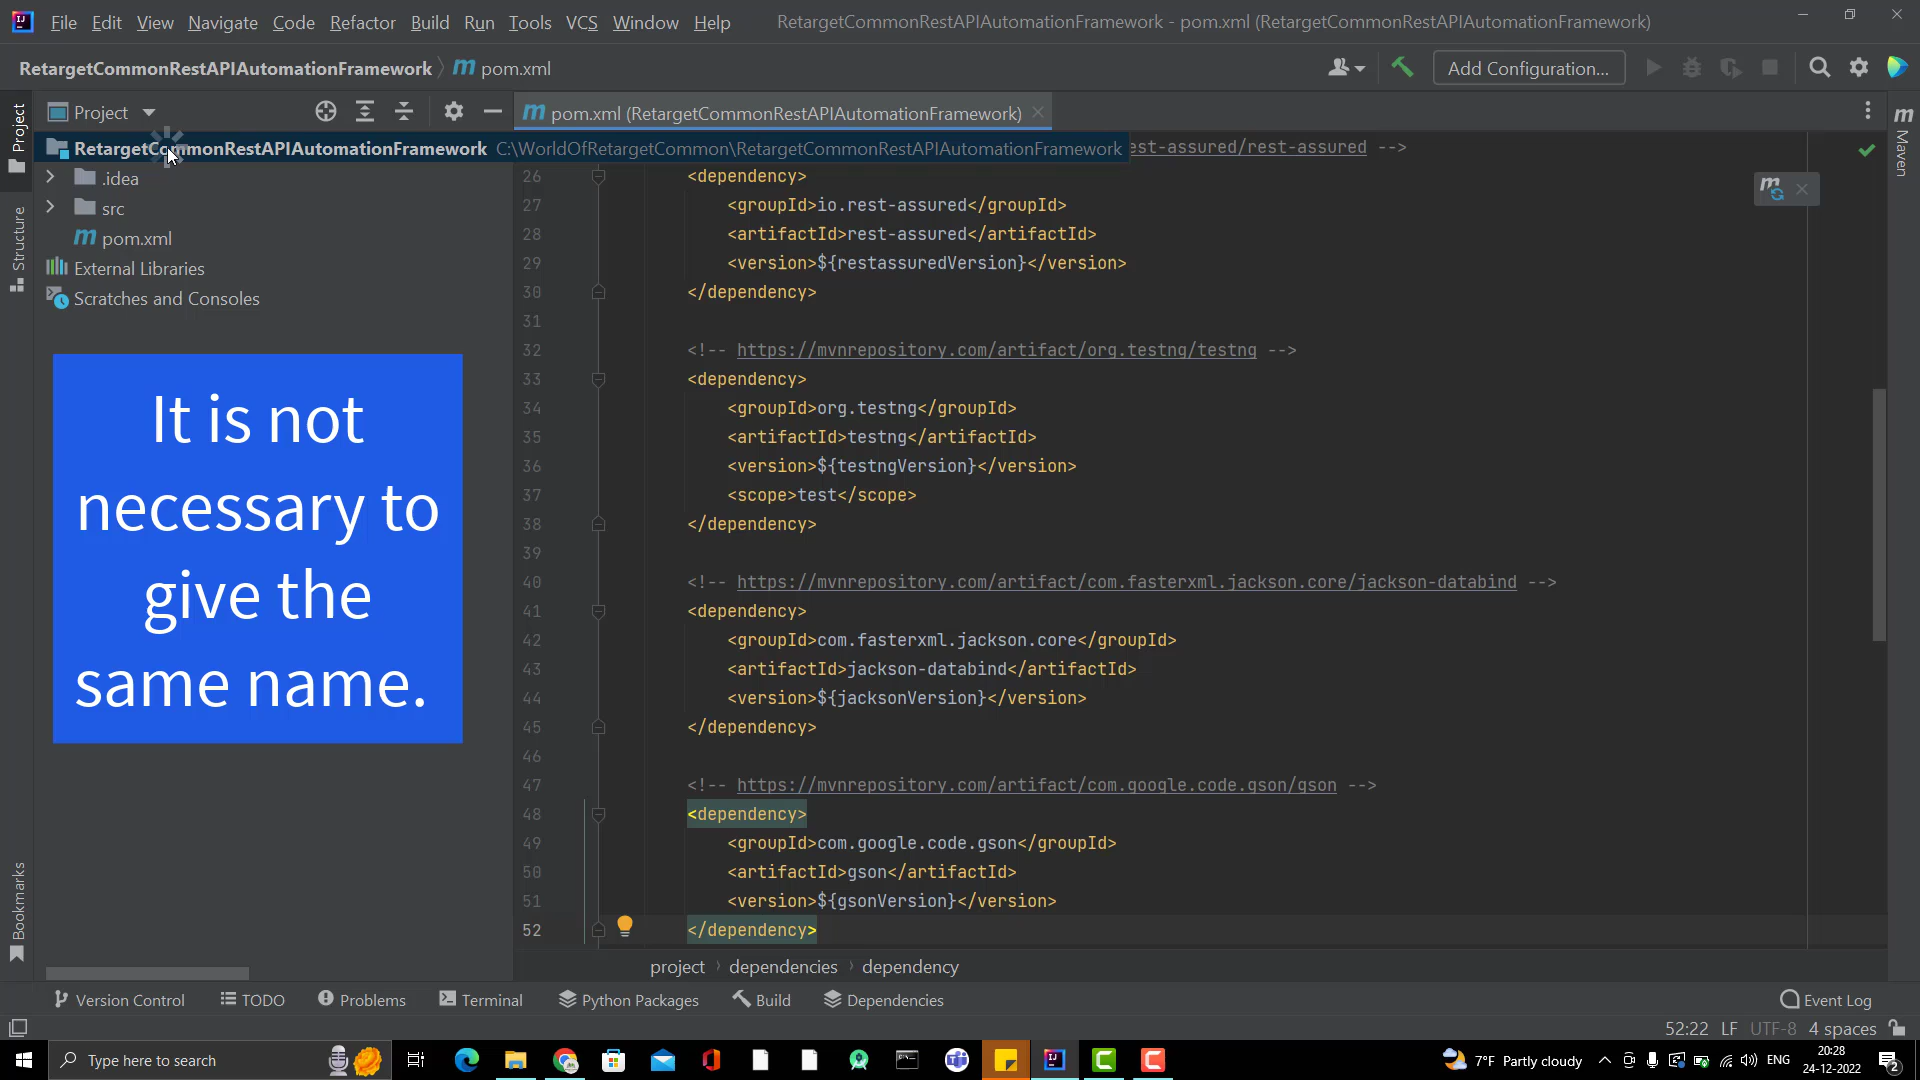 File Edit View Navigate Code Refactor Build Run Tools VCS Window Help RetargetCommonRestAPIAutomationFramework - pom.xml (RetargetCommonRestAPIAutomationFramework)
RetargetCommonRestAPIAutomationFramework pom.xml Add Configuration...
Project
pom.xml (RetargetCommonRestAPIAutomationFramework)
RetargetCommonRestAPIAutomationFramework C:\WorldOfRetargetCommon\RetargetCommonRestAPIAutomationFramework
est-assured/rest-assured -->
.idea
src
pom.xml
External Libraries
Scratches and Consoles
It is not
necessary to
give the
same name.
26 <dependency>
27 <groupId>io.rest-assured</groupId>
28 <artifactId>rest-assured</artifactId>
29 <version>${restassuredVersion}</version>
30 </dependency>
31
32 <!-- https://mvnrepository.com/artifact/org.testng/testng -->
33 <dependency>
34 <groupId>org.testng</groupId>
35 <artifactId>testng</artifactId>
36 <version>${testngVersion}</version>
37 <scope>test</scope>
38 </dependency>
39
40 <!-- https://mvnrepository.com/artifact/com.fasterxml.jackson.core/jackson-databind -->
41 <dependency>
42 <groupId>com.fasterxml.jackson.core</groupId>
43 <artifactId>jackson-databind</artifactId>
44 <version>${jacksonVersion}</version>
45 </dependency>
46
47 <!-- https://mvnrepository.com/artifact/com.google.code.gson/gson -->
48 <dependency>
49 <groupId>com.google.code.gson</groupId>
50 <artifactId>gson</artifactId>
51 <version>${gsonVersion}</version>
52 </dependency>
project dependencies dependency
Project
Structure
Bookmarks
Maven
Version Control TODO Problems Terminal Python Packages Build Dependencies Event Log
52:22 LF UTF-8 4 spaces
Type here to search
7°F Partly cloudy ENG
20:28
24-12-2022
2